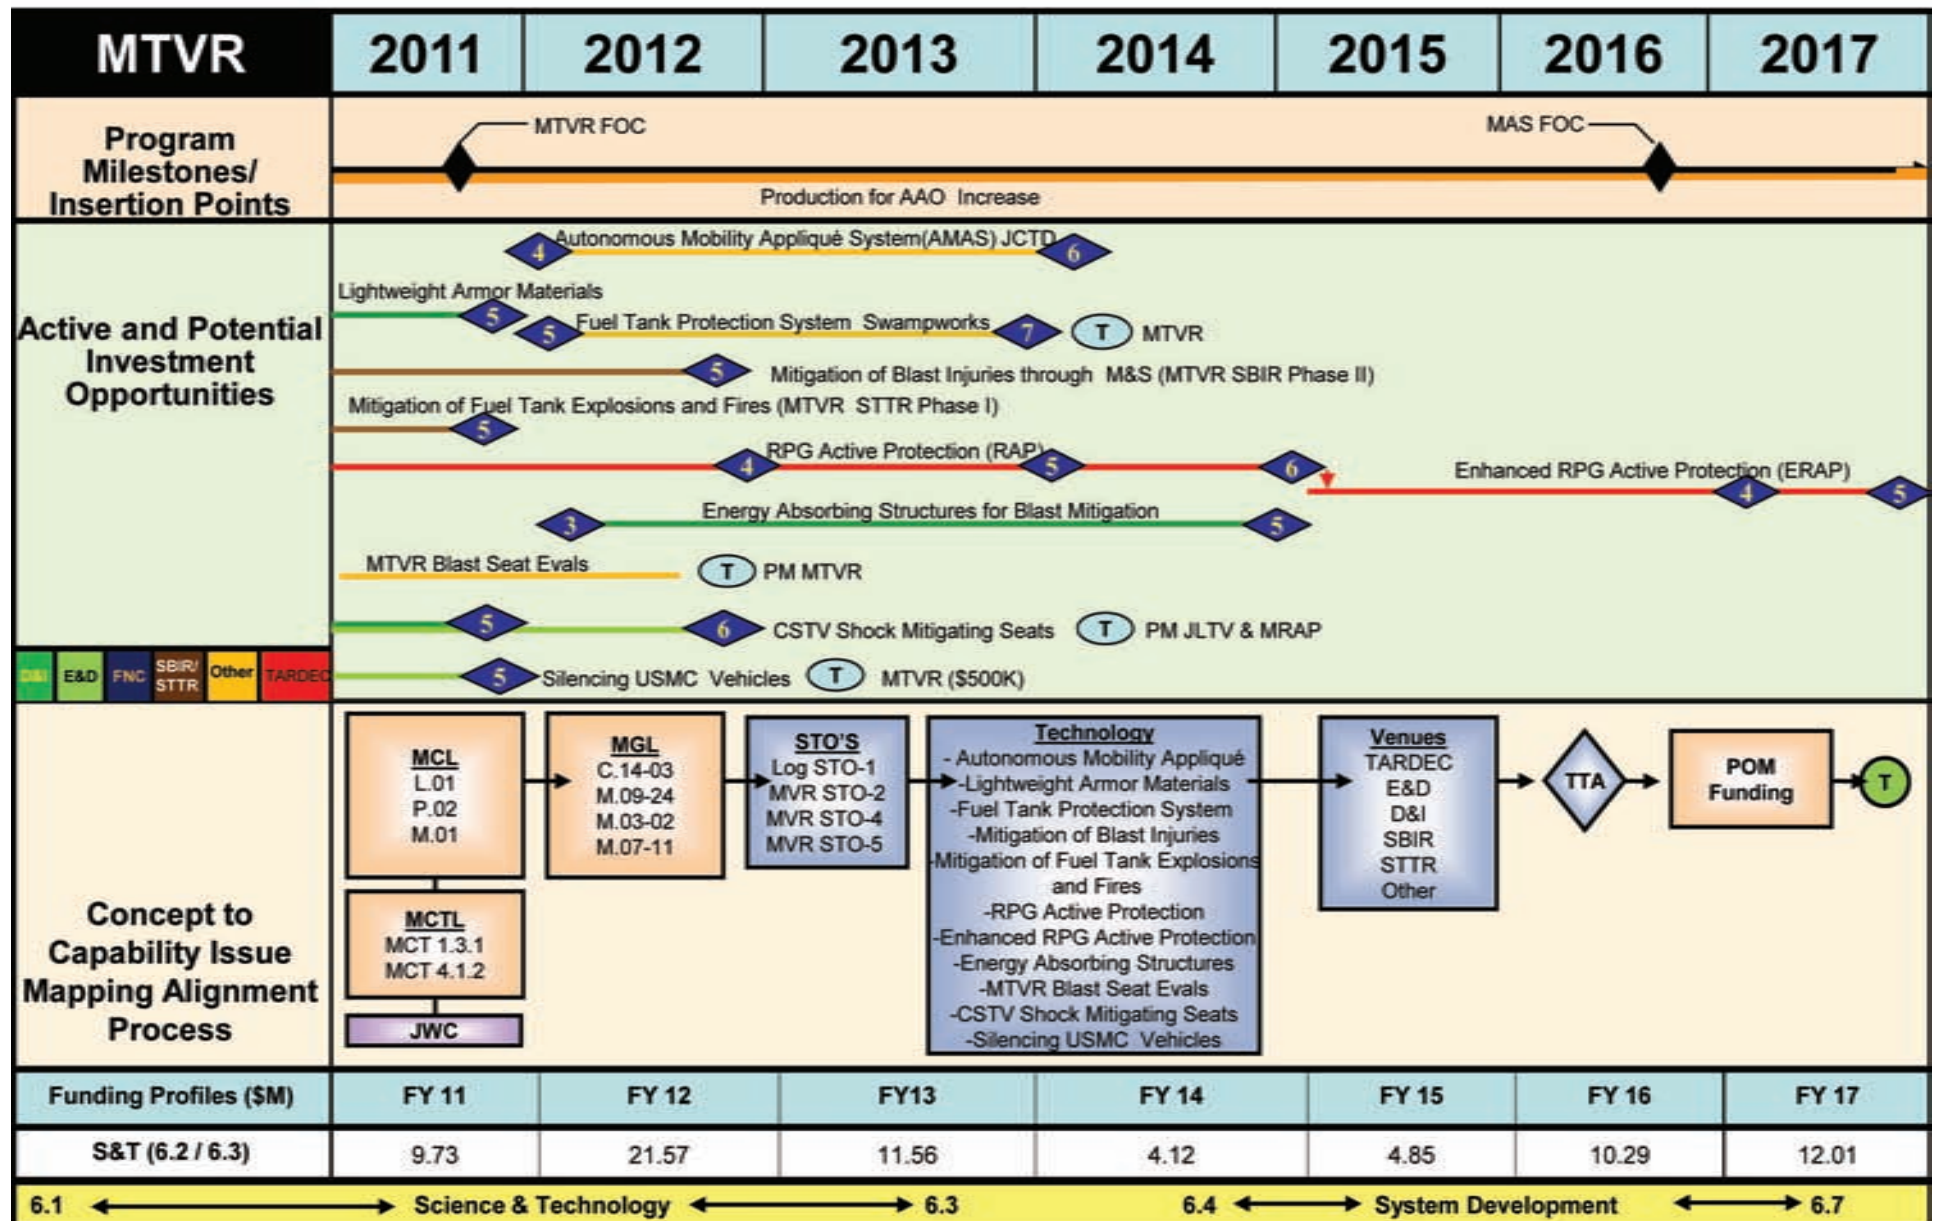 MTVR 2011 2012 2013 2014 2015 2016 2017
Program
Milestones/
Insertion Points
MTVR FOC
MAS FOC
Production for AAO Increase
Active and Potential
Investment
Opportunities
4 Autonomous Mobility Appliqué System(AMAS) JCTD 6
Lightweight Armor Materials
5
5 Fuel Tank Protection System Swampworks 7 T MTVR
5 Mitigation of Blast Injuries through M&S (MTVR SBIR Phase II)
Mitigation of Fuel Tank Explosions and Fires (MTVR STTR Phase I)
5
RPG Active Protection (RAP)
4 5 6
Enhanced RPG Active Protection (ERAP)
4 5
3 Energy Absorbing Structures for Blast Mitigation 5
MTVR Blast Seat Evals T PM MTVR
5 6 CSTV Shock Mitigating Seats T PM JLTV & MRAP
5 Silencing USMC Vehicles T MTVR ($500K)
D&I E&D FNC SBIR/
STTR Other TARDEC
Concept to
Capability Issue
Mapping Alignment
Process
MCL
L.01
P.02
M.01
MCTL
MCT 1.3.1
MCT 4.1.2
JWC
MGL
C.14-03
M.09-24
M.03-02
M.07-11
STO'S
Log STO-1
MVR STO-2
MVR STO-4
MVR STO-5
Technology
- Autonomous Mobility Appliqué
-Lightweight Armor Materials
-Fuel Tank Protection System
-Mitigation of Blast Injuries
-Mitigation of Fuel Tank Explosions
and Fires
-RPG Active Protection
-Enhanced RPG Active Protection
-Energy Absorbing Structures
-MTVR Blast Seat Evals
-CSTV Shock Mitigating Seats
-Silencing USMC Vehicles
Venues
TARDEC
E&D
D&I
SBIR
STTR
Other
TTA
POM
Funding
T
Funding Profiles ($M) FY 11 FY 12 FY13 FY 14 FY 15 FY 16 FY 17
S&T (6.2 / 6.3) 9.73 21.57 11.56 4.12 4.85 10.29 12.01
6.1 Science & Technology 6.3 6.4 System Development 6.7